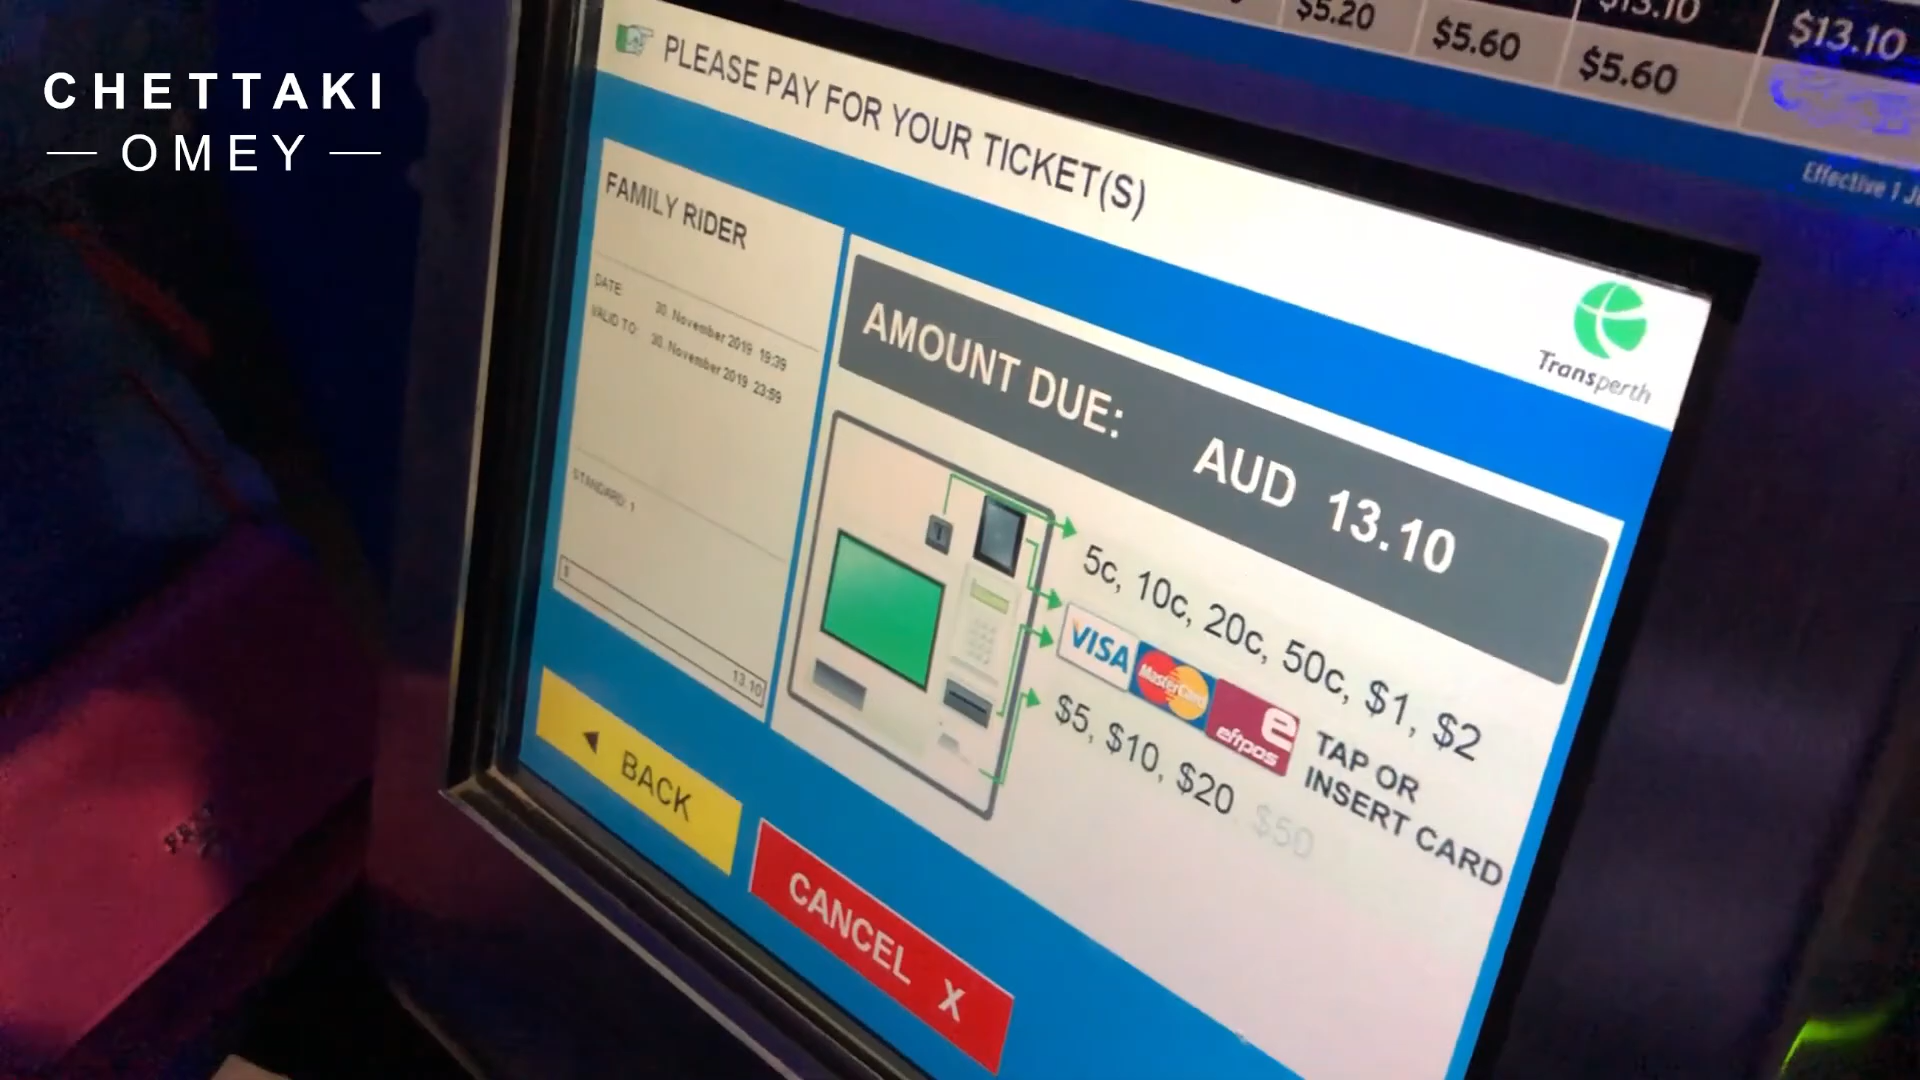 CHETTAKI
OMEY
$5.20
$5.60
$13.10
$5.60
$13.10
Effective 1
PLEASE PAY FOR YOUR TICKET(S)
Transperth
FAMILY RIDER
DATE: 30. November 2019 19:39
VALID TO: 30. November 2019 23:59
STANDARD: 1
$ 13.10
AMOUNT DUE: AUD 13.10
5c, 10c, 20c, 50c, $1, $2
VISA MasterCard e eftpos
TAP OR
INSERT CARD
$5, $10, $20 $50
BACK
CANCEL X